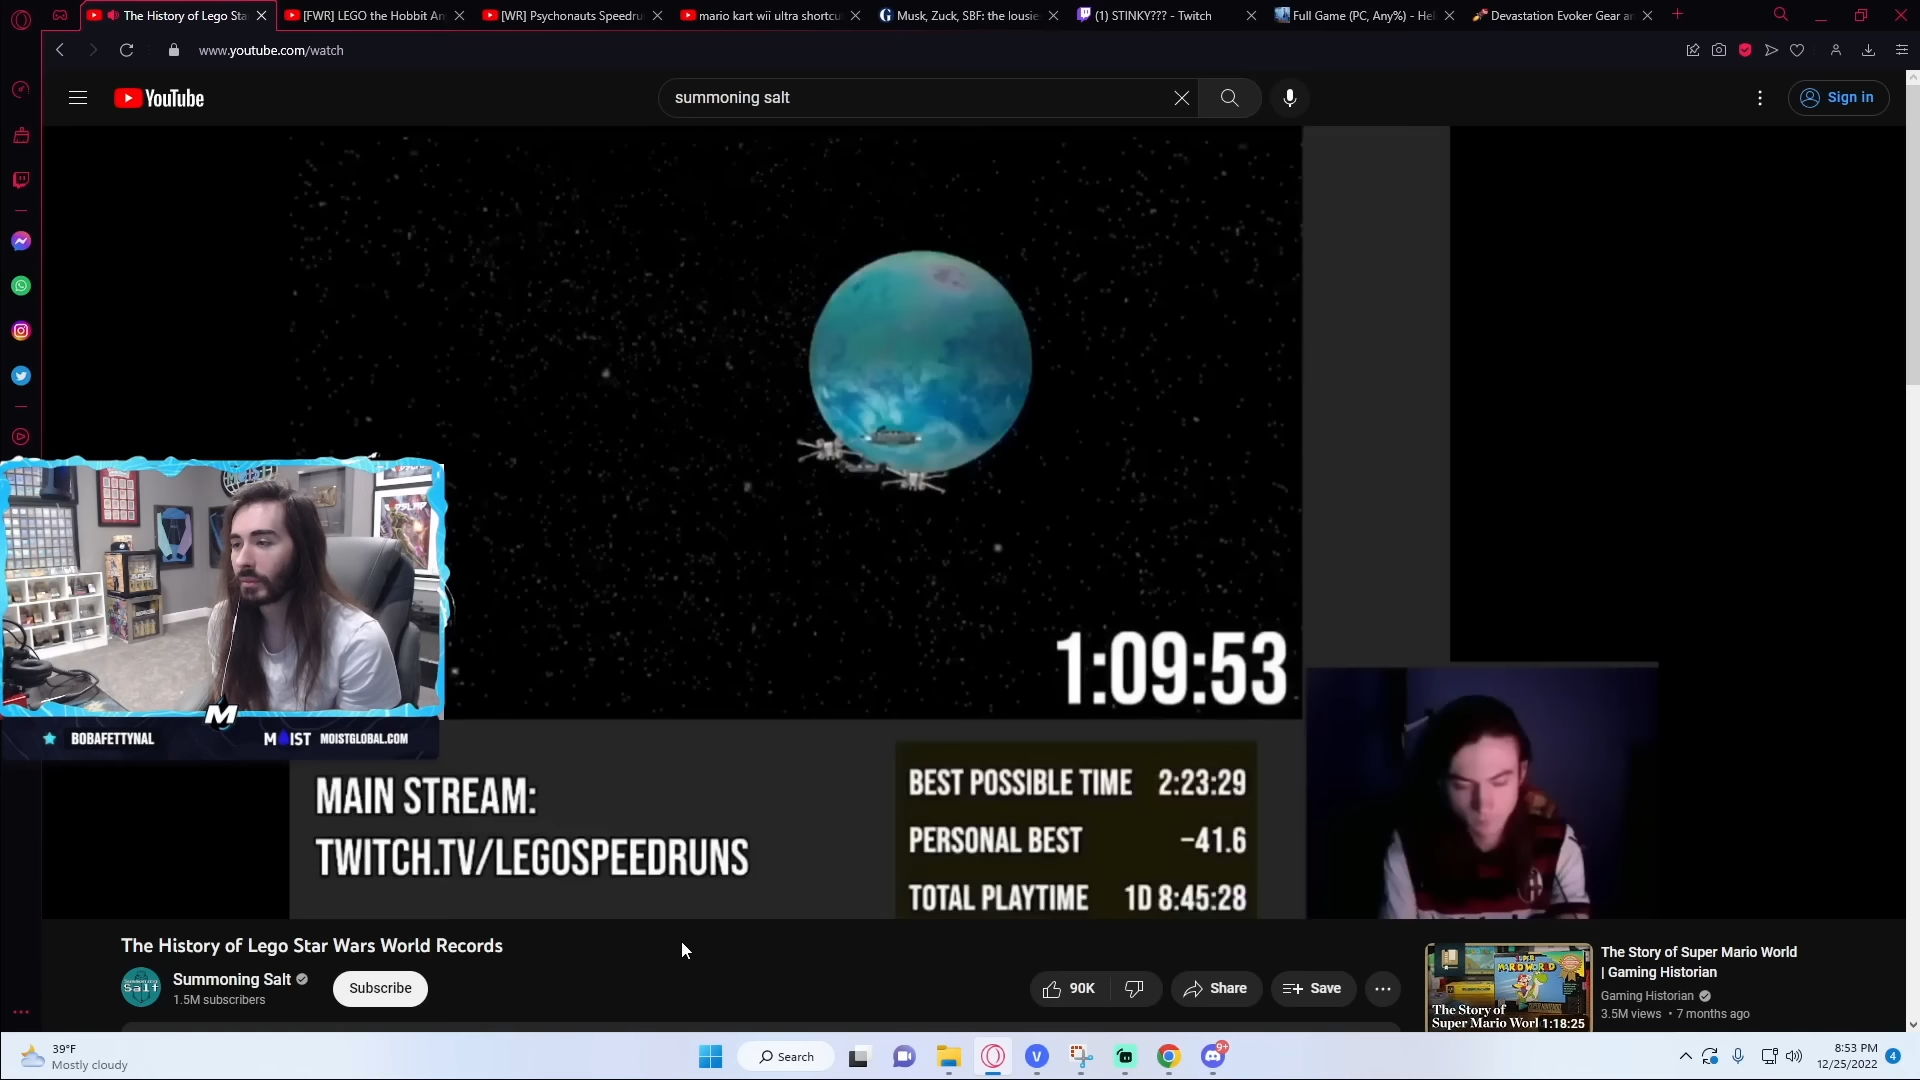 The History of Lego Sta
[FWR] LEGO the Hobbit An
[WR] Psychonauts Speedru
mario kart wii ultra shortcu
Musk, Zuck, SBF: the lousie
(1) STINKY??? - Twitch
Full Game (PC, Any%) - Hel
Devastation Evoker Gear a
www.youtube.com/watch
YouTube
summoning salt
Sign in
1:09:53
BOBAFETTYNAL
M
MOIST
MOISTGLOBAL.COM
MAIN STREAM:
TWITCH.TV/LEGOSPEEDRUNS
BEST POSSIBLE TIME 2:23:29
PERSONAL BEST -41.6
TOTAL PLAYTIME 1D 8:45:28
The History of Lego Star Wars World Records
Summoning Salt
1.5M subscribers
Subscribe
90K
Share
Save
The Story of
Super Mario Worl
1:18:25
The Story of Super Mario World
| Gaming Historian
Gaming Historian
3.5M views • 7 months ago
39°F
Mostly cloudy
Search
V
9+
8:53 PM
12/25/2022
4